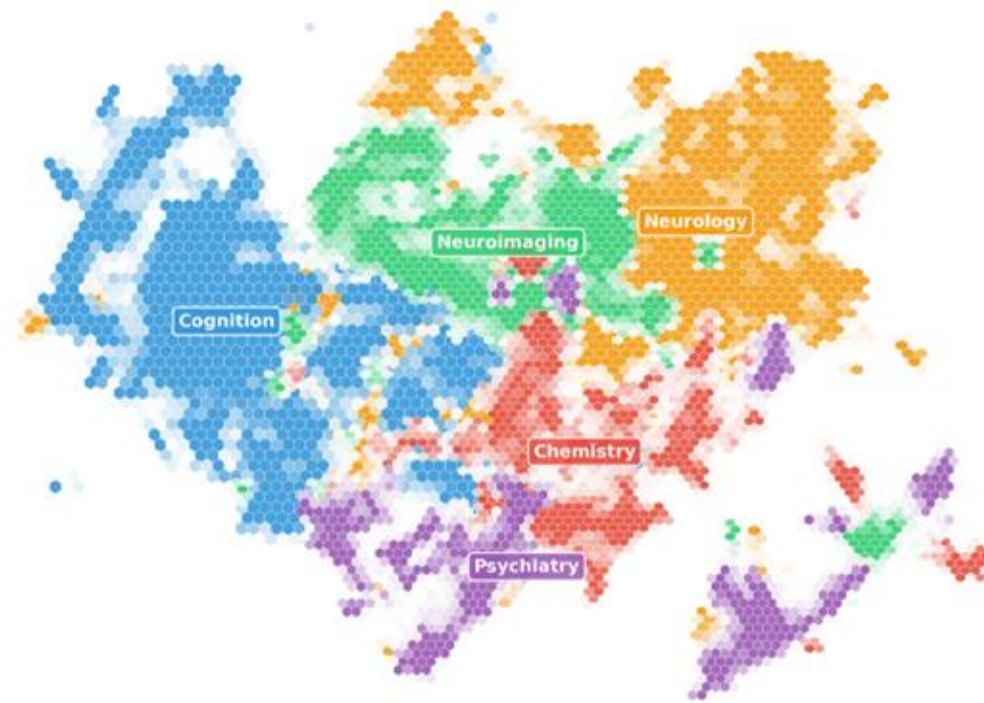 Neurology
Neuroimaging
Cognition
Chemistry
Psychiatry